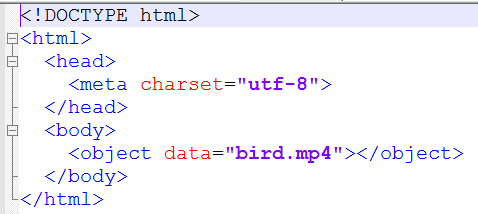 <!DOCTYPE html>
<html>
<head>
<meta charset="utf-8">
</head>
<body>
<object data="bird.mp4"></object>
</body>
</html>